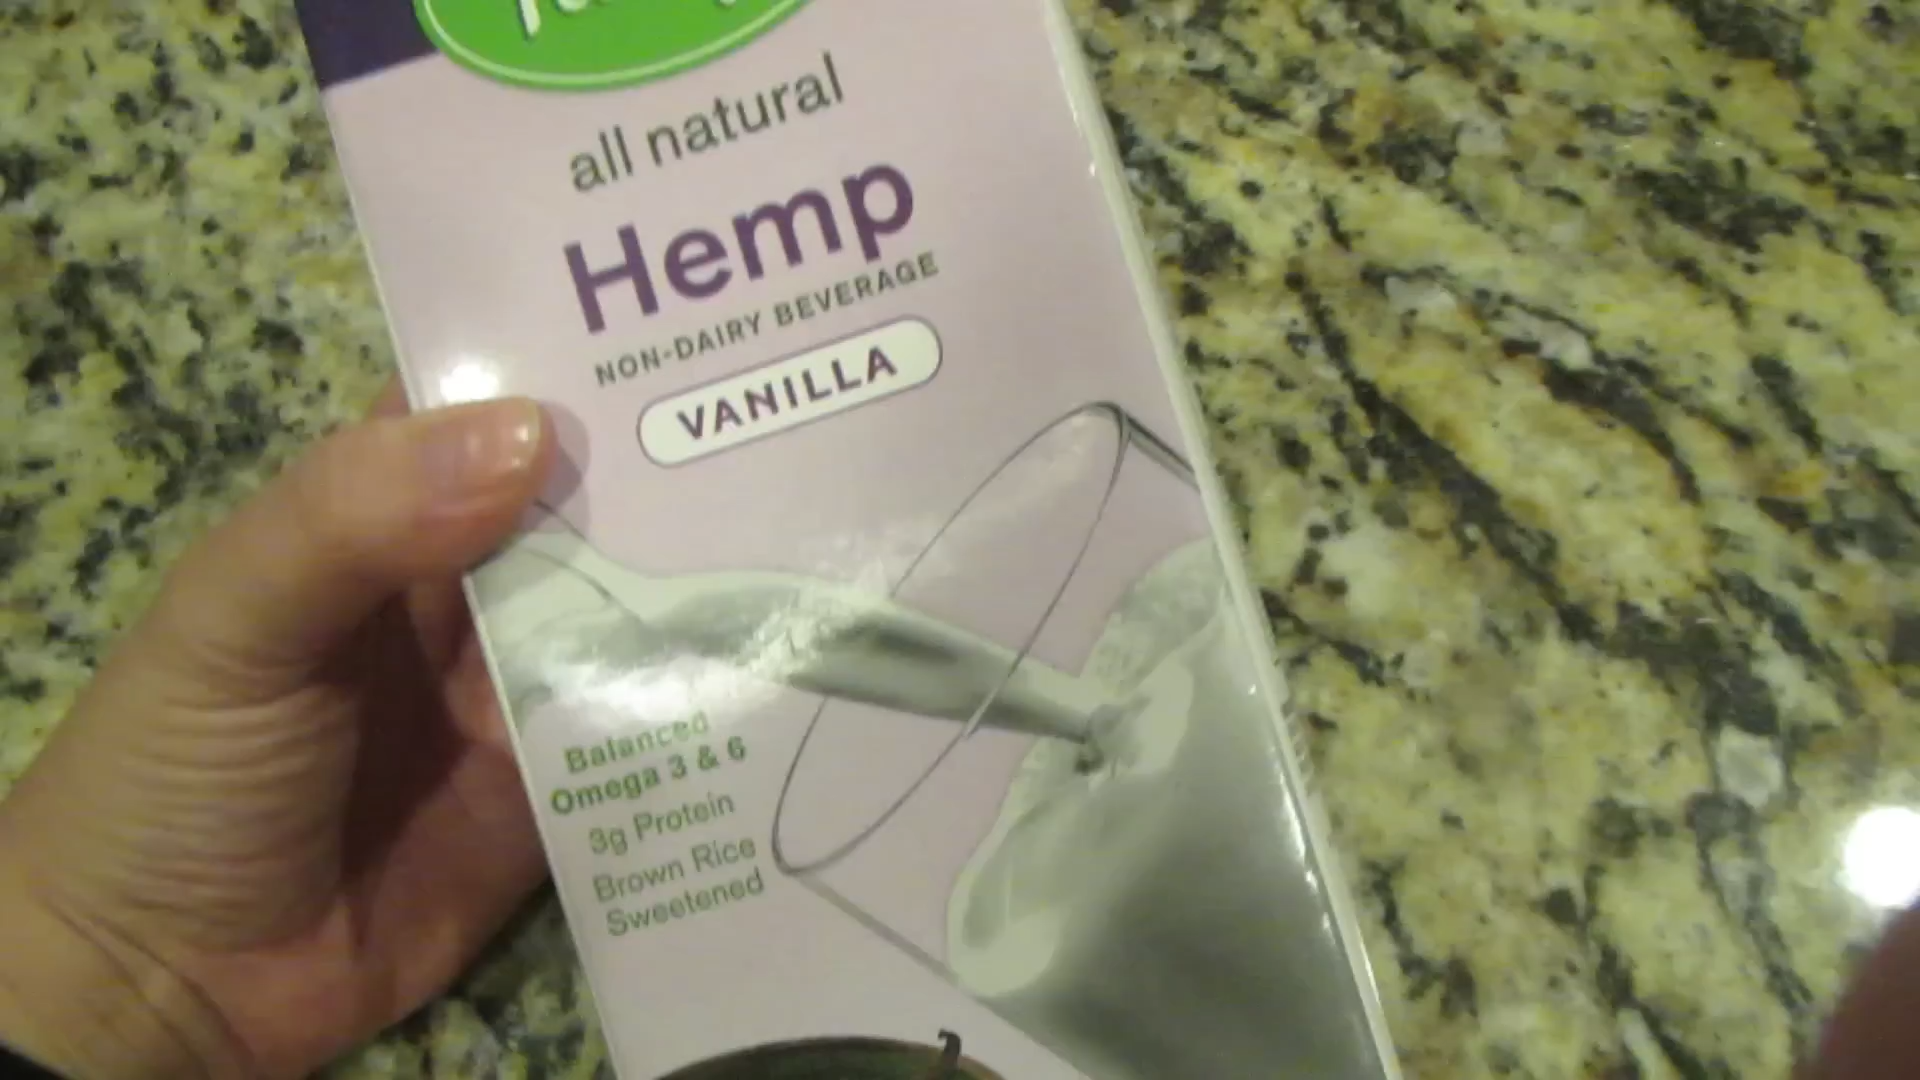 all natural
Hemp
NON-DAIRY BEVERAGE
VANILLA
Balanced
Omega 3 & 6
3g Protein
Brown Rice
Sweetened